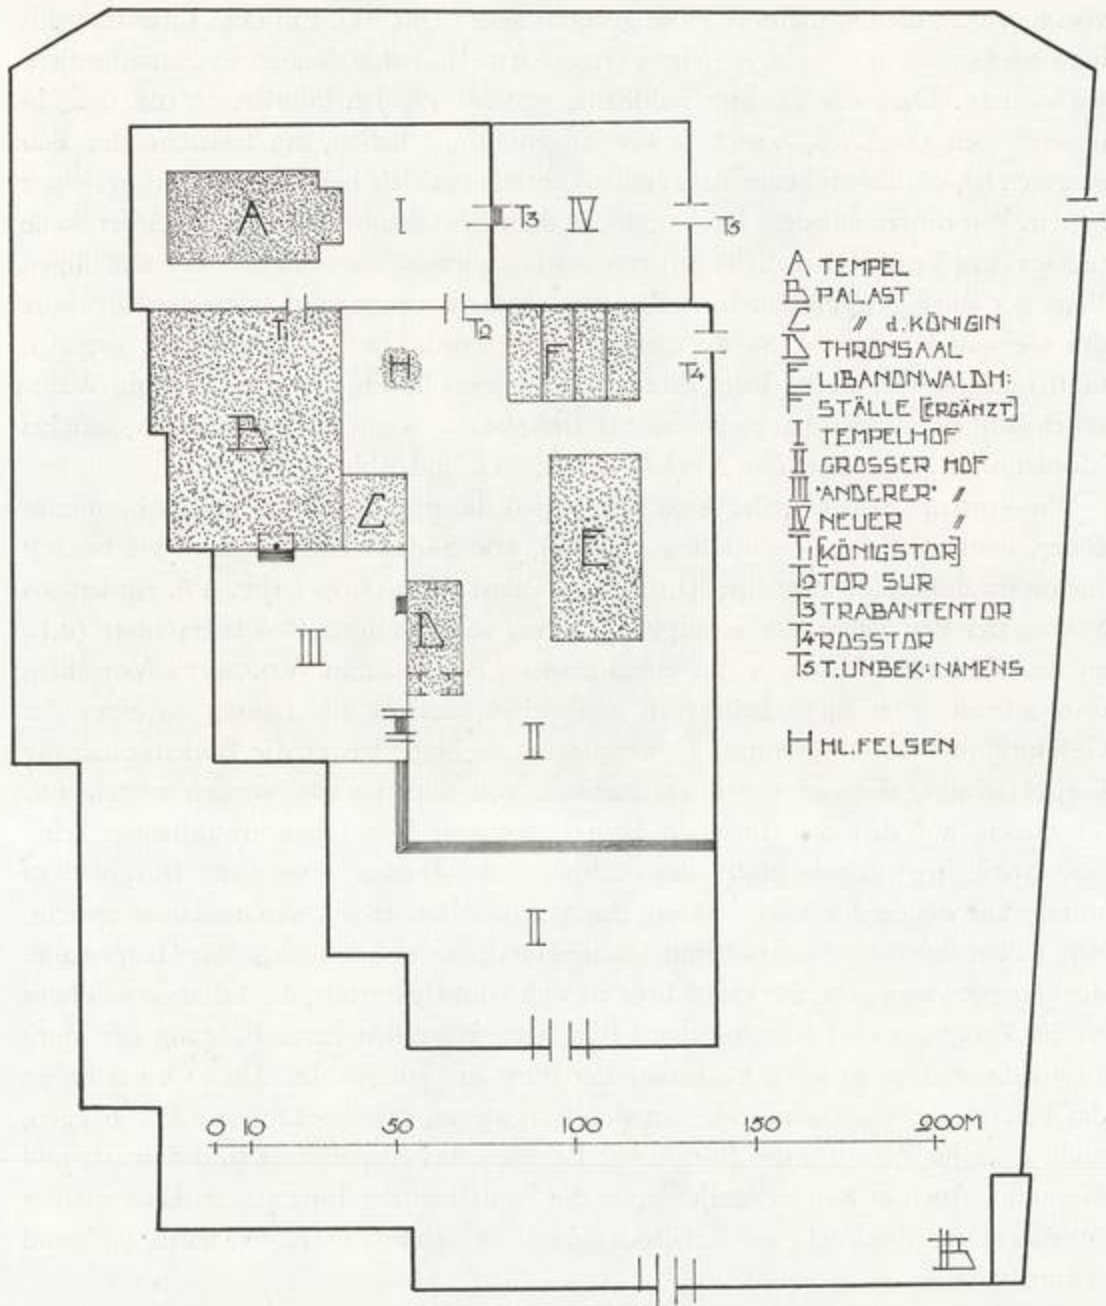 A I T3 IV T5
T1 T2 T4
H F
B
C
E
III D
II
II
A TEMPEL
B PALAST
C " d. KÖNIGIN
D THRONSAAL
E LIBANONWALDH:
F STÄLLE [ERGÄNZT]
I TEMPELHOF
II GROSSER HOF
III "ANDERER" "
IV NEUER "
T1 [KÖNIGSTOR]
T2 TOR SUR
T3 TRABANTENTOR
T4 ROSSTOR
T5 T. UNBEK: NAMENS
H HL. FELSEN
0 10 50 100 150 200M